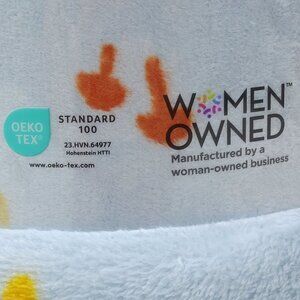 OEKO
TEX®
STANDARD
100
23.HVN.64977
Hohenstein HTTI
www.oeko-tex.com
WOMEN™
OWNED
Manufactured by a
woman-owned business